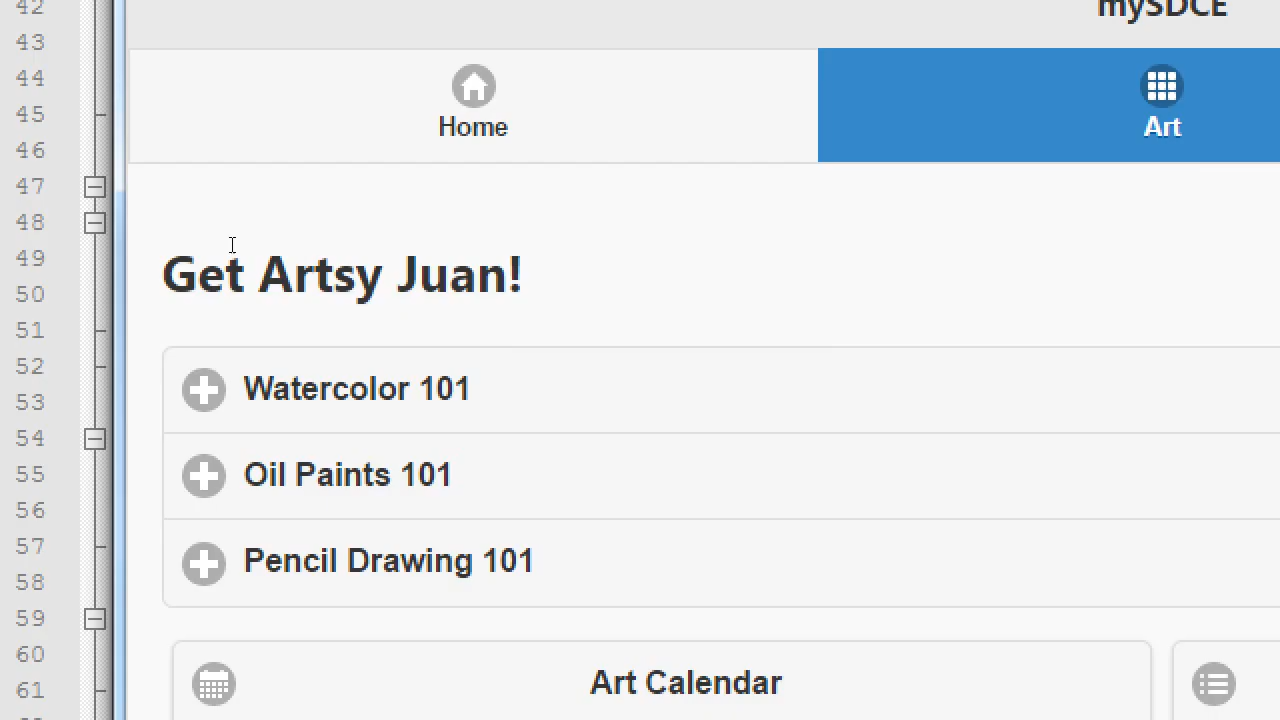 42
mySDCE
43
44
45
Home
Art
46
47
48
49
Get Artsy Juan!
50
51
52
Watercolor 101
53
54
55
Oil Paints 101
56
57
Pencil Drawing 101
58
59
60
61
Art Calendar